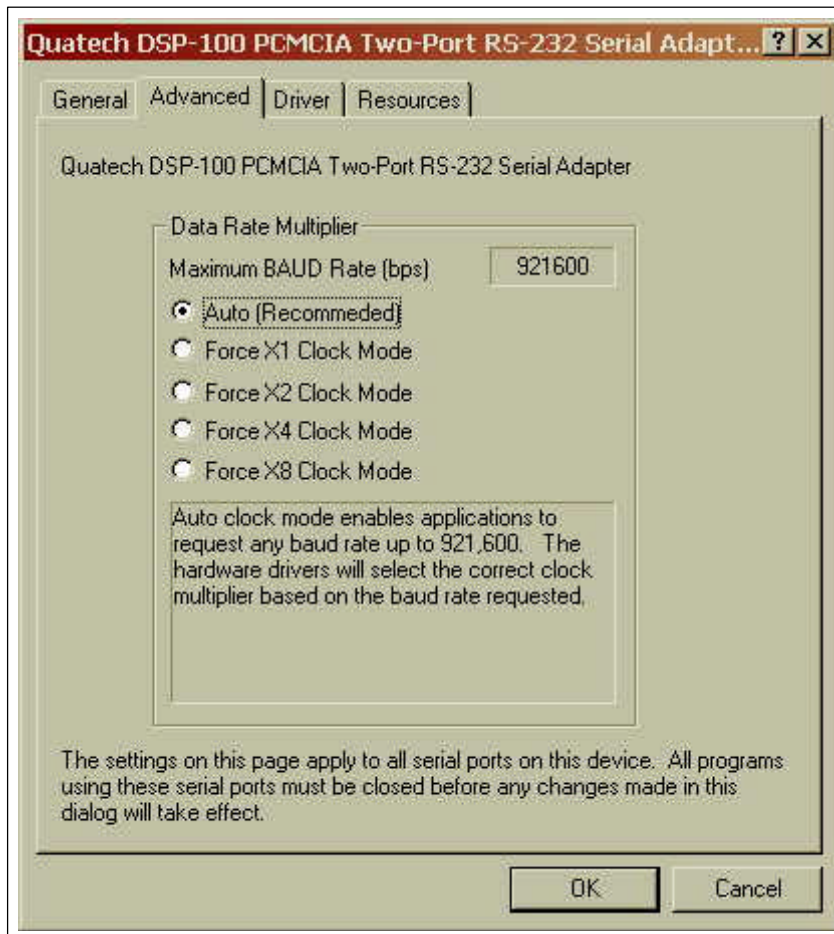 Quatech DSP-100 PCMCIA Two-Port RS-232 Serial Adapt...
General Advanced Driver Resources
Quatech DSP-100 PCMCIA Two-Port RS-232 Serial Adapter
Data Rate Multiplier
Maximum BAUD Rate (bps) 921600
Auto (Recommeded)
Force X1 Clock Mode
Force X2 Clock Mode
Force X4 Clock Mode
Force X8 Clock Mode
Auto clock mode enables applications to
request any baud rate up to 921,600. The
hardware drivers will select the correct clock
multiplier based on the baud rate requested.
The settings on this page apply to all serial ports on this device. All programs
using these serial ports must be closed before any changes made in this
dialog will take effect.
OK Cancel